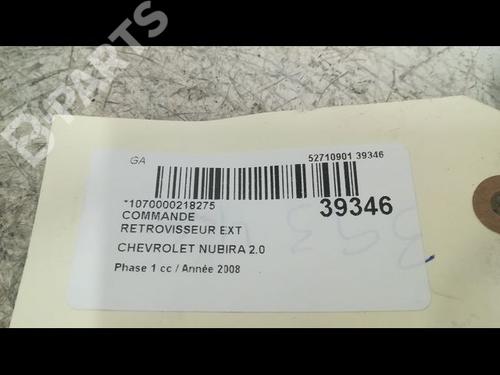 B-PARTS
GA
52710901 39346
*1070000218275
39346
COMMANDE
RETROVISSEUR EXT
CHEVROLET NUBIRA 2.0
Phase 1 cc / Année 2008